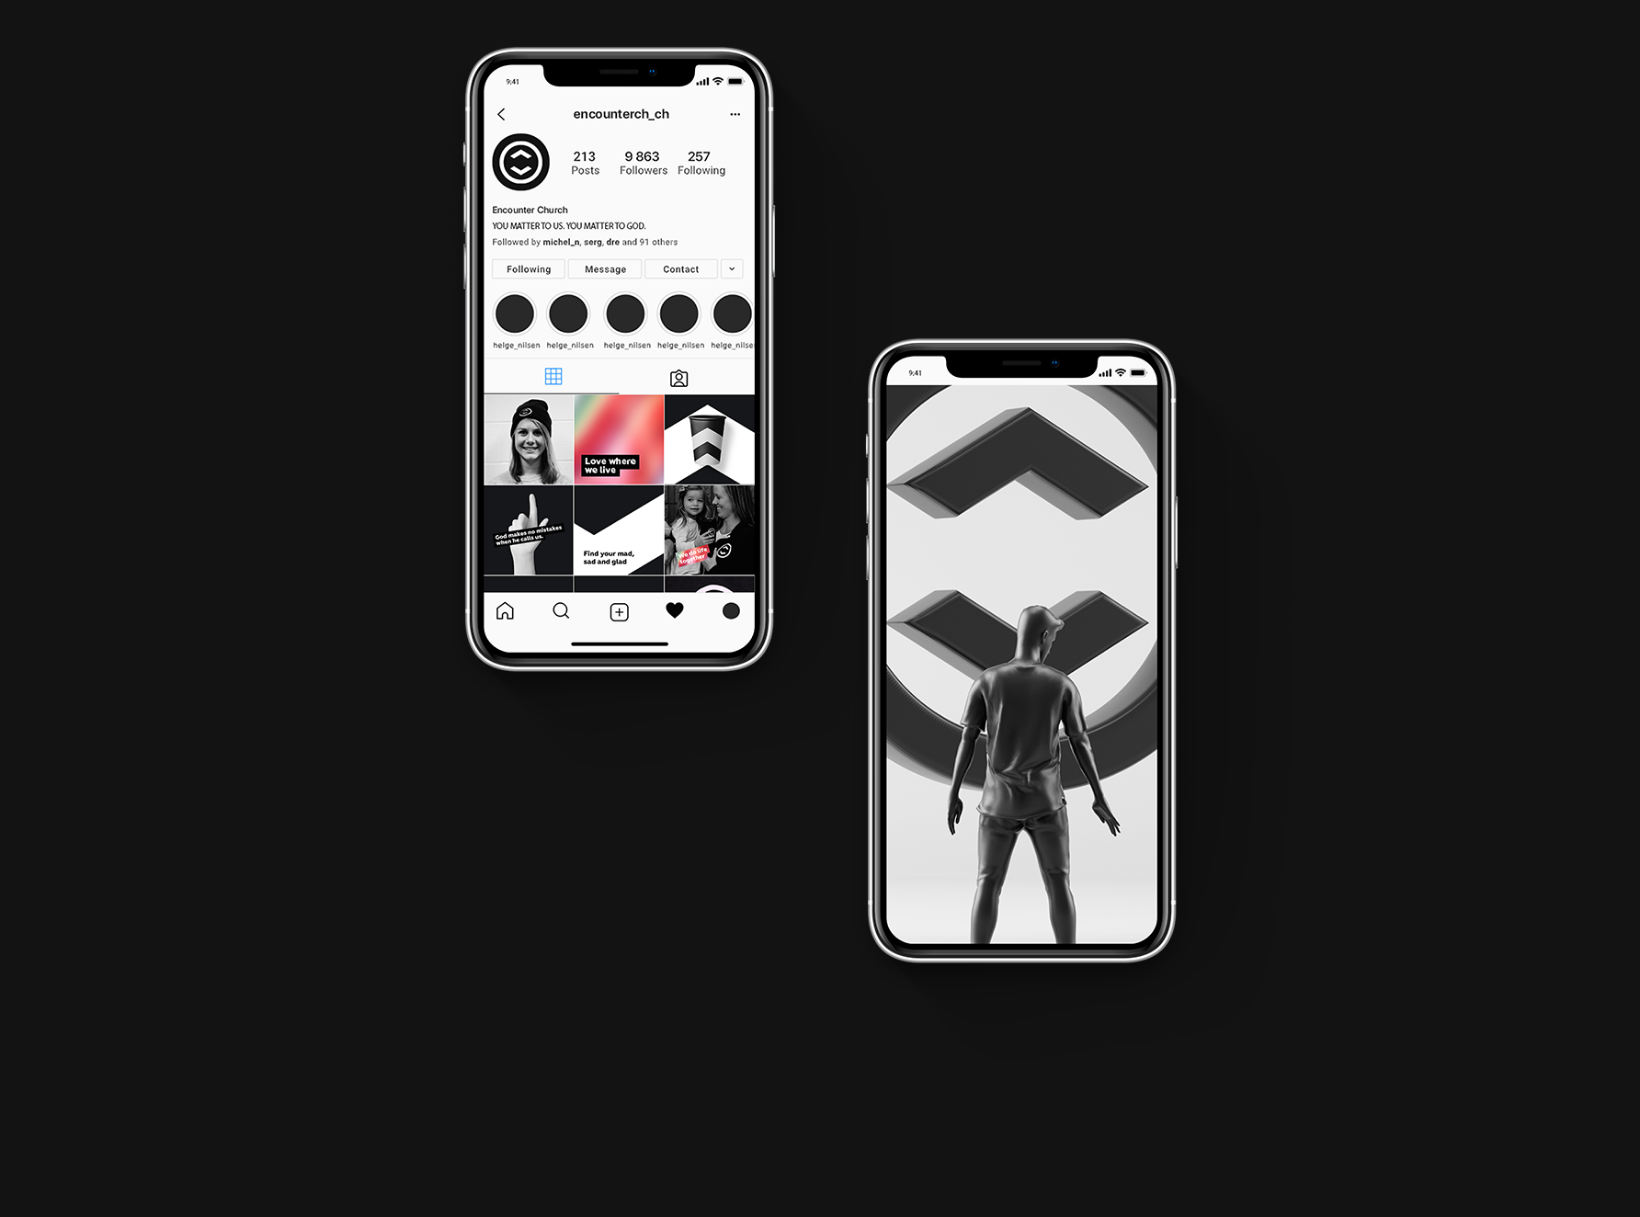 9:41
encounterch_ch
213 9 863 257
Posts Followers Following
Encounter Church
YOU MATTER TO US. YOU MATTER TO GOD.
Followed by michel_n, serg, dre and 91 others
Following Message Contact
helge_nilsen helge_nilsen helge_nilsen helge_nilsen helge_nilse
Love where
we live
God makes no mistakes
when he calls us.
Find your mad,
sad and glad
We do life
together
9:41